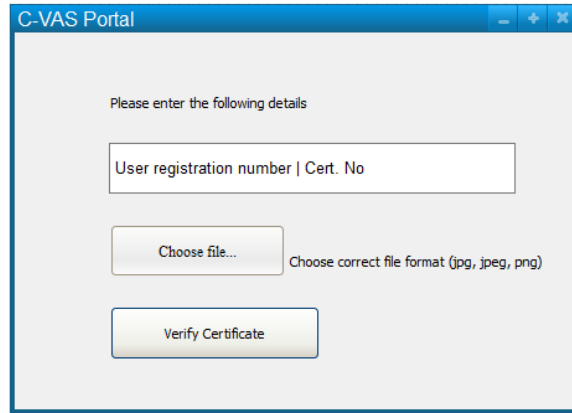 C-VAS Portal
Please enter the following details
User registration number | Cert. No
Choose file...
Choose correct file format (jpg, jpeg, png)
Verify Certificate